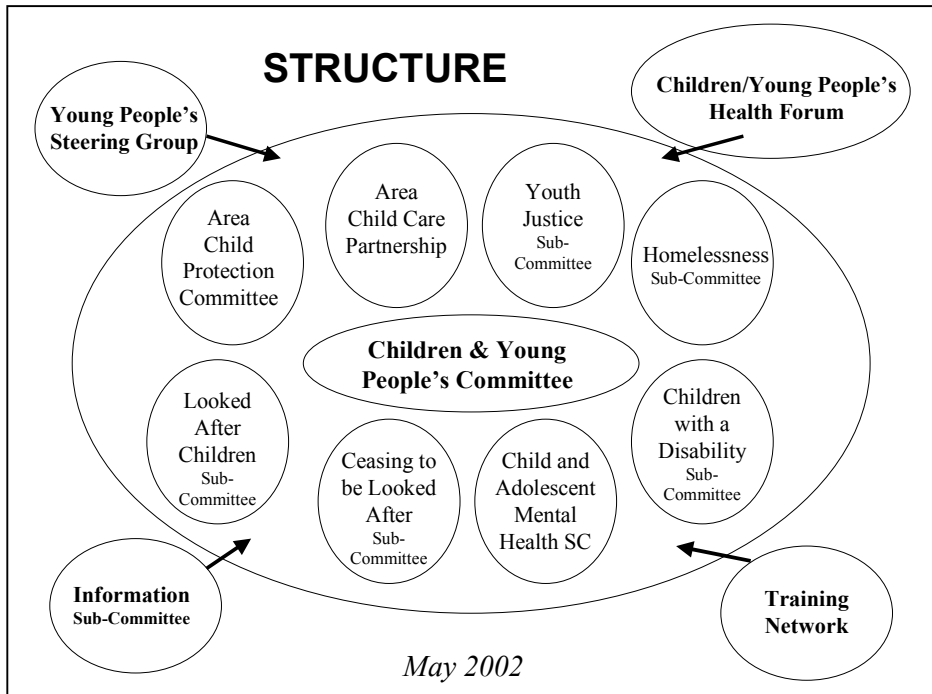 STRUCTURE
Young People's
Steering Group
Children/Young People's
Health Forum
Area
Child
Protection
Committee
Area
Child Care
Partnership
Youth
Justice
Sub-
Committee
Homelessness
Sub-Committee
Children & Young
People's Committee
Looked
After
Children
Sub-
Committee
Ceasing to
be Looked
After
Sub-
Committee
Child and
Adolescent
Mental
Health SC
Children
with a
Disability
Sub-
Committee
Information
Sub-Committee
Training
Network
May 2002